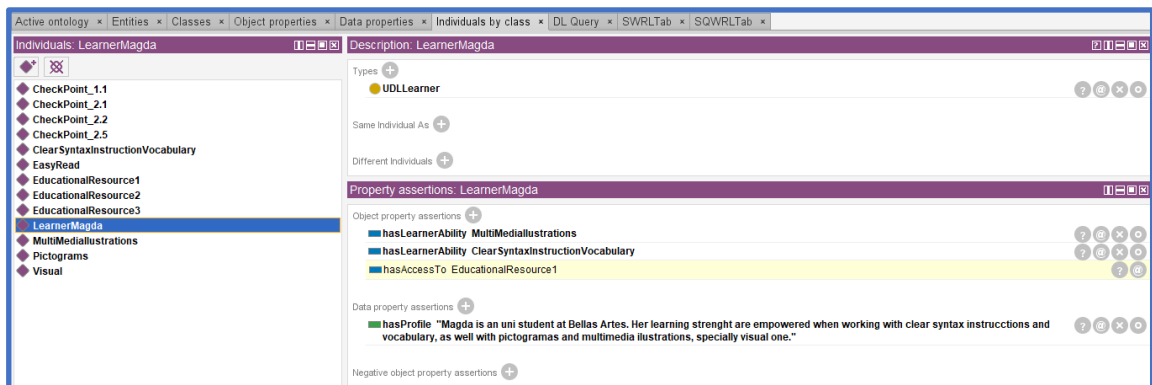 Active ontology × Entities × Classes × Object properties × Data properties × Individuals by class × DL Query × SWRLTab × SQWRLTab ×
Individuals: LearnerMagda
CheckPoint_1.1
CheckPoint_2.1
CheckPoint_2.2
CheckPoint_2.5
ClearSyntaxInstructionVocabulary
EasyRead
EducationalResource1
EducationalResource2
EducationalResource3
LearnerMagda
MultiMediaIlustrations
Pictograms
Visual
Description: LearnerMagda
Types
UDLLearner
Same Individual As
Different Individuals
Property assertions: LearnerMagda
Object property assertions
hasLearnerAbility MultiMediaIlustrations
hasLearnerAbility ClearSyntaxInstructionVocabulary
hasAccessTo EducationalResource1
Data property assertions
hasProfile "Magda is an uni student at Bellas Artes. Her learning strenght are empowered when working with clear syntax instrucctions and
vocabulary, as well with pictogramas and multimedia ilustrations, specially visual one."
Negative object property assertions